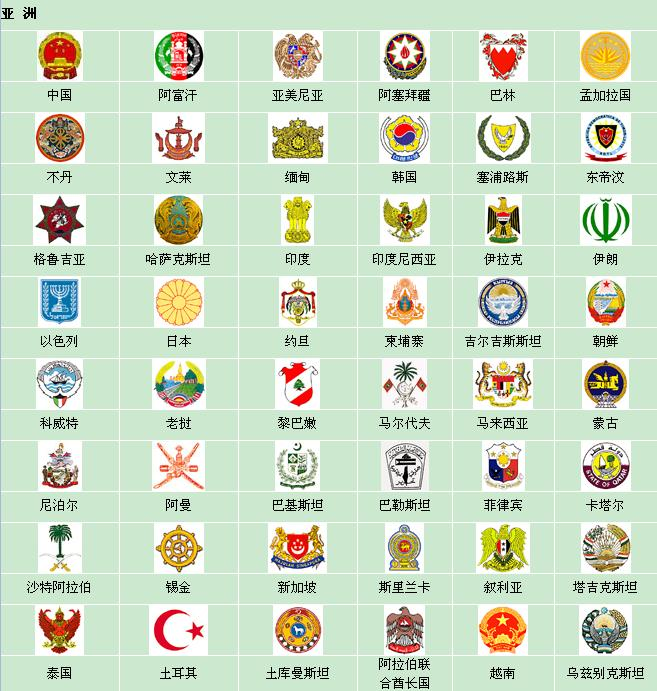 亚 洲
中国
阿富汗
亚美尼亚
阿塞拜疆
巴林
孟加拉国
不丹
文莱
缅甸
韩国
塞浦路斯
东帝汶
格鲁吉亚
哈萨克斯坦
印度
印度尼西亚
伊拉克
伊朗
以色列
日本
约旦
柬埔寨
吉尔吉斯斯坦
朝鲜
科威特
老挝
黎巴嫩
马尔代夫
马来西亚
蒙古
尼泊尔
阿曼
巴基斯坦
巴勒斯坦
菲律宾
STATE OF QATAR
卡塔尔
MAJULAH SINGAPURA
沙特阿拉伯
锡金
新加坡
斯里兰卡
叙利亚
塔吉克斯坦
泰国
土耳其
土库曼斯坦
阿拉伯联
合酋长国
越南
乌兹别克斯坦